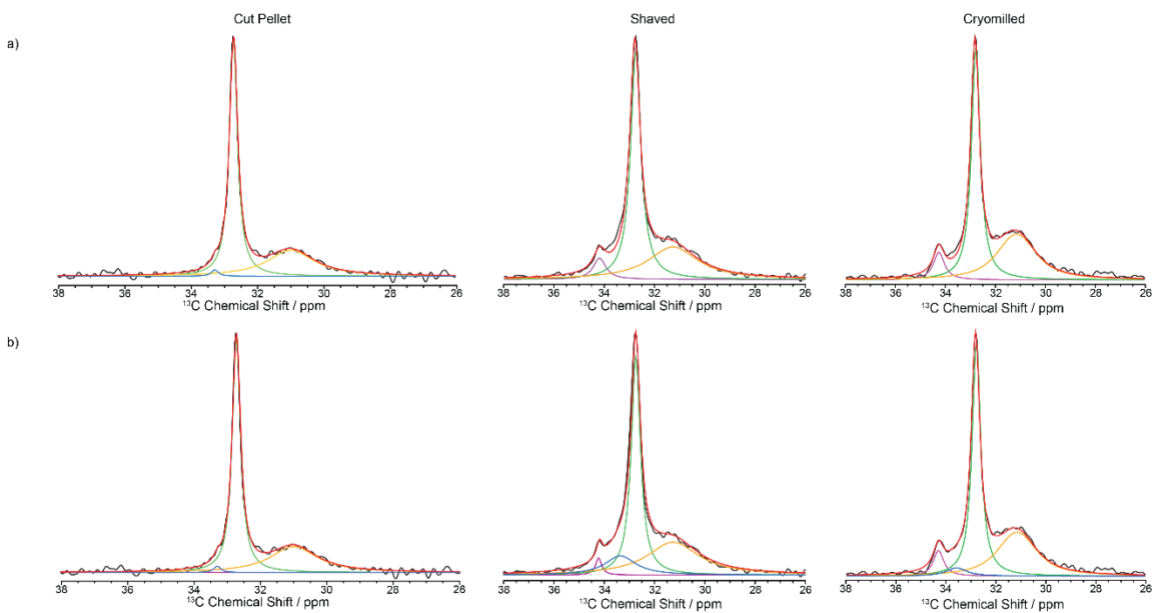 Cut Pellet Shaved Cryomilled
a)
38 36 34 32 30 28 26 38 36 34 32 30 28 26 38 36 34 32 30 28 26
¹³C Chemical Shift / ppm ¹³C Chemical Shift / ppm ¹³C Chemical Shift / ppm
b)
38 36 34 32 30 28 26 38 36 34 32 30 28 26 38 36 34 32 30 28 26
¹³C Chemical Shift / ppm ¹³C Chemical Shift / ppm ¹³C Chemical Shift / ppm